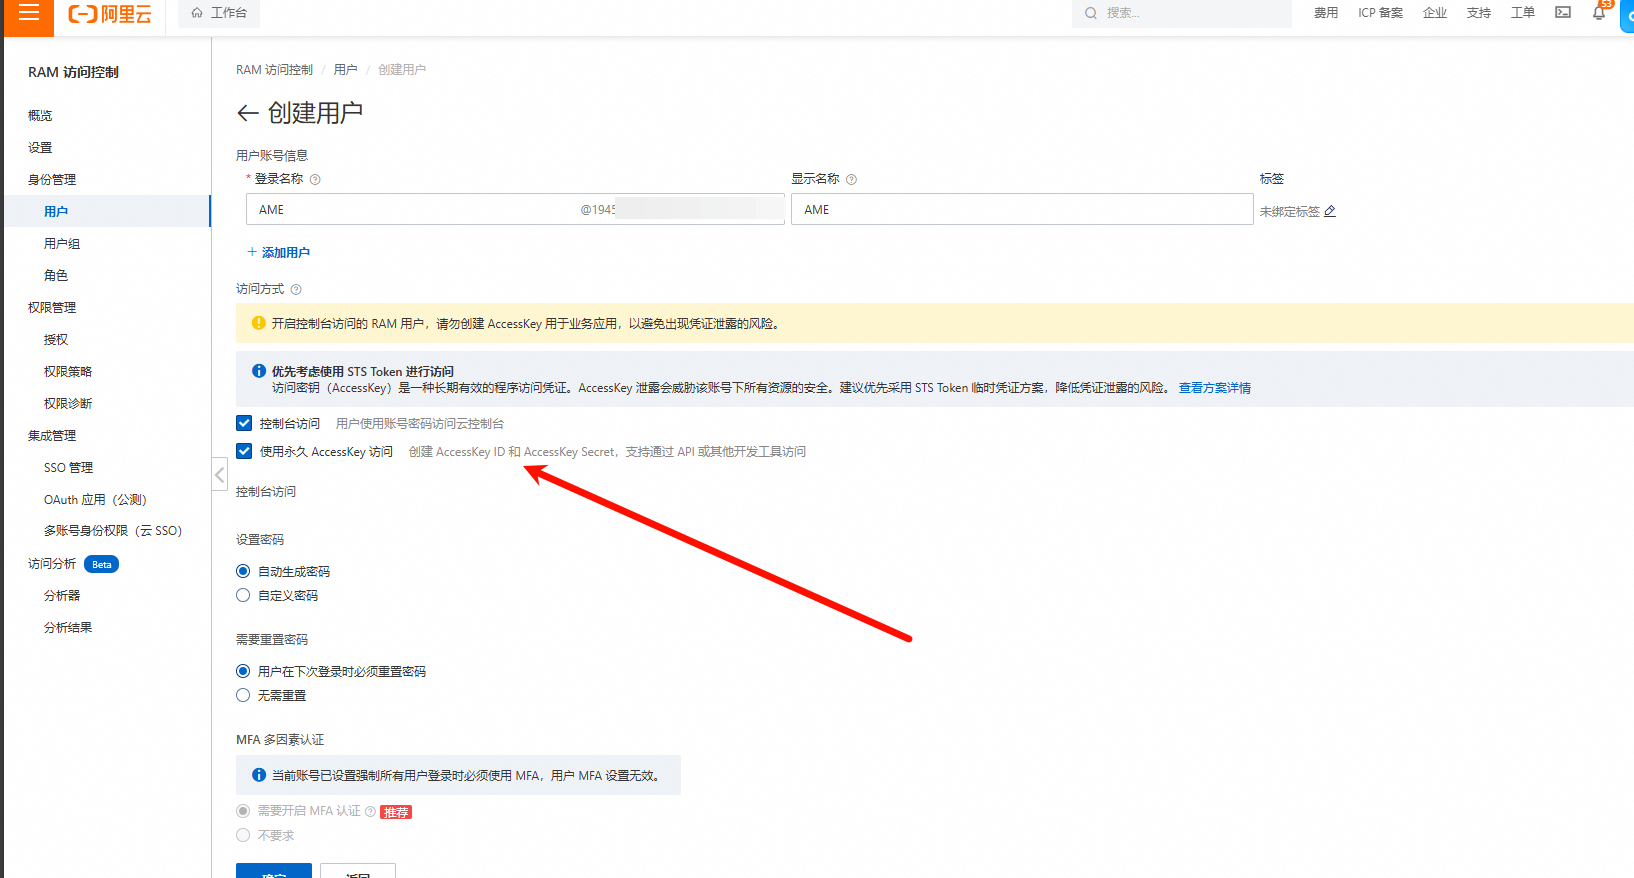 阿里云
工作台
搜索...
费用
ICP 备案
企业
支持
工单
53
RAM 访问控制
概览
设置
身份管理
用户
用户组
角色
权限管理
授权
权限策略
权限诊断
集成管理
SSO 管理
OAuth 应用（公测）
多账号身份权限（云 SSO）
访问分析 Beta
分析器
分析结果
RAM 访问控制 / 用户 / 创建用户
← 创建用户
用户账号信息
* 登录名称
显示名称
标签
AME
@1945
AME
未绑定标签
+ 添加用户
访问方式
开启控制台访问的 RAM 用户，请勿创建 AccessKey 用于业务应用，以避免出现凭证泄露的风险。
优先考虑使用 STS Token 进行访问
访问密钥（AccessKey）是一种长期有效的程序访问凭证。AccessKey 泄露会威胁该账号下所有资源的安全。建议优先采用 STS Token 临时凭证方案，降低凭证泄露的风险。 查看方案详情
控制台访问 用户使用账号密码访问云控制台
使用永久 AccessKey 访问 创建 AccessKey ID 和 AccessKey Secret，支持通过 API 或其他开发工具访问
控制台访问
设置密码
自动生成密码
自定义密码
需要重置密码
用户在下次登录时必须重置密码
无需重置
MFA 多因素认证
当前账号已设置强制所有用户登录时必须使用 MFA，用户 MFA 设置无效。
需要开启 MFA 认证 推荐
不要求
确定
返回